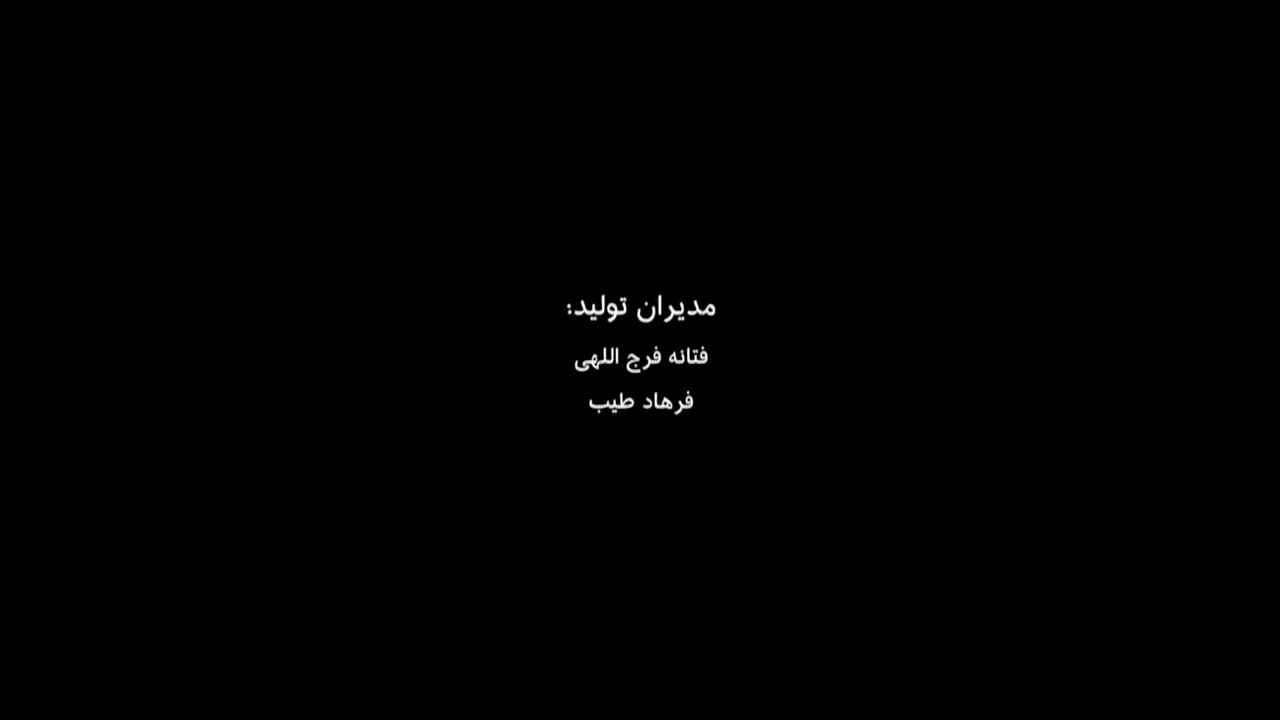 مدیران تولید:
فتانه فرج اللهی
فرهاد طیب